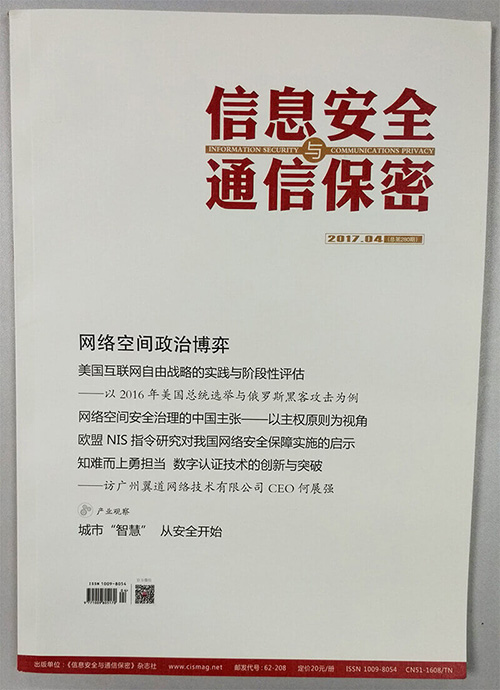 信息安全
INFORMATION SECURITY 与 COMMUNICATIONS PRIVACY
通信保密
2017.04 (总第280期)
网络空间政治博弈
美国互联网自由战略的实践与阶段性评估
——以 2016 年美国总统选举与俄罗斯黑客攻击为例
网络空间安全治理的中国主张——以主权原则为视角
欧盟 NIS 指令研究对我国网络安全保障实施的启示
知难而上勇担当 数字认证技术的创新与突破
——访广州翼道网络技术有限公司 CEO 何展强
产业观察
城市“智慧” 从安全开始
ISSN 1009-8054
出版单位:《信息安全与通信保密》杂志社 www.cismag.net 邮发代号: 62-208 定价20元/册 ISSN 1009-8054 CN51-1608/TN